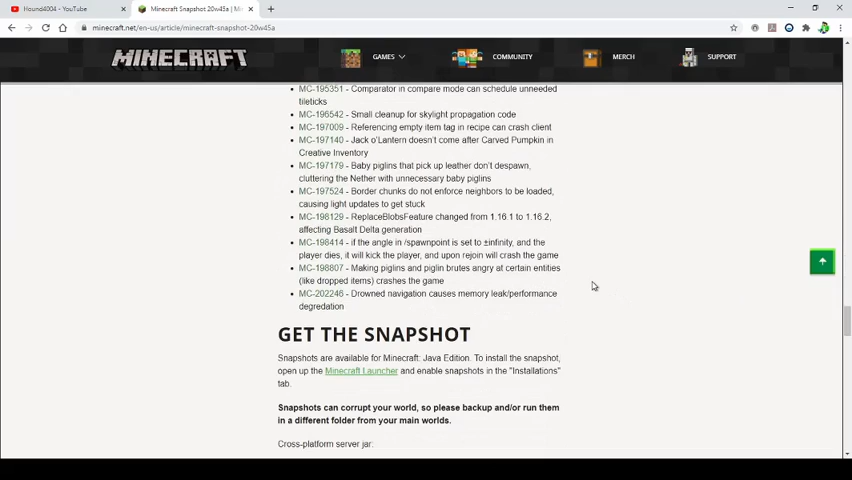 Hound4004 - YouTube
Minecraft Snapshot 20w45a | Min
minecraft.net/en-us/article/minecraft-snapshot-20w45a
MINECRAFT
GAMES
COMMUNITY
MERCH
SUPPORT
MC-195351 - Comparator in compare mode can schedule unneeded
tileticks
MC-196542 - Small cleanup for skylight propagation code
MC-197009 - Referencing empty item tag in recipe can crash client
MC-197140 - Jack o'Lantern doesn't come after Carved Pumpkin in
Creative Inventory
MC-197179 - Baby piglins that pick up leather don't despawn,
cluttering the Nether with unnecessary baby piglins
MC-197524 - Border chunks do not enforce neighbors to be loaded,
causing light updates to get stuck
MC-198129 - ReplaceBlobsFeature changed from 1.16.1 to 1.16.2,
affecting Basalt Delta generation
MC-198414 - if the angle in /spawnpoint is set to ±infinity, and the
player dies, it will kick the player, and upon rejoin will crash the game
MC-198807 - Making piglins and piglin brutes angry at certain entities
(like dropped items) crashes the game
MC-202246 - Drowned navigation causes memory leak/performance
degredation
GET THE SNAPSHOT
Snapshots are available for Minecraft: Java Edition. To install the snapshot,
open up the Minecraft Launcher and enable snapshots in the "Installations"
tab.
Snapshots can corrupt your world, so please backup and/or run them
in a different folder from your main worlds.
Cross-platform server jar: